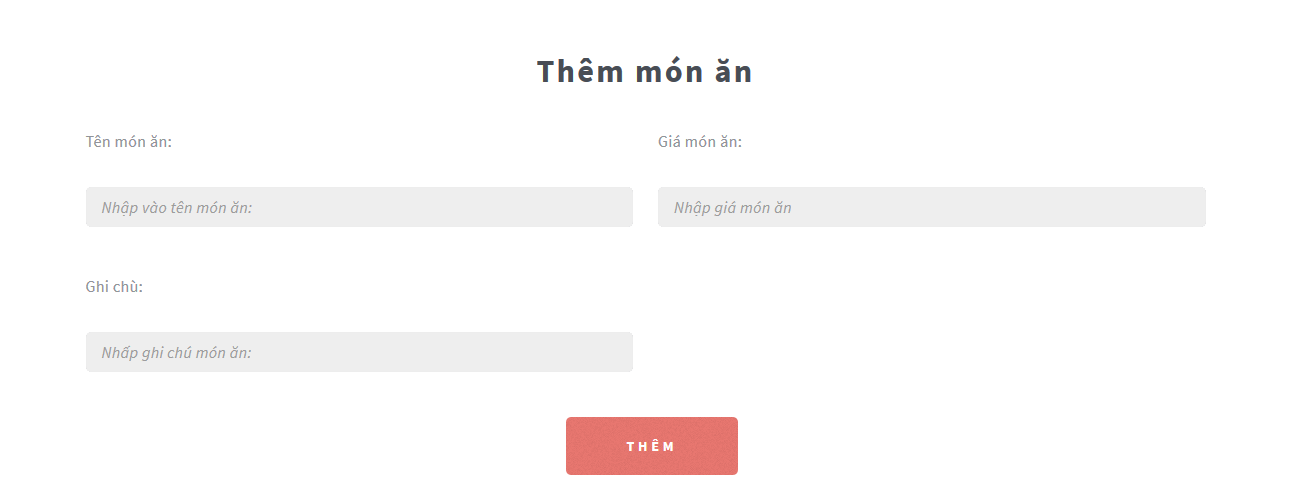 Thêm món ăn
Tên món ăn:
Giá món ăn:
Nhập vào tên món ăn:
Nhập giá món ăn
Ghi chù:
Nhấp ghi chú món ăn:
THÊM